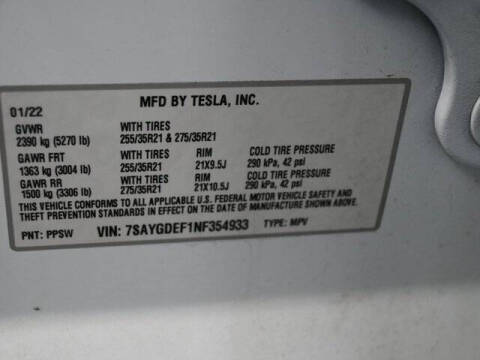 MFD BY TESLA, INC.
01/22
GVWR WITH TIRES
2390 kg (5270 lb) 255/35R21 & 275/35R21
GAWR FRT WITH TIRES RIM COLD TIRE PRESSURE
1363 kg (3004 lb) 255/35R21 21X9.5J 290 kPa, 42 psi
GAWR RR WITH TIRES RIM COLD TIRE PRESSURE
1500 kg (3306 lb) 275/35R21 21X10.5J 290 kPa, 42 psi
THIS VEHICLE CONFORMS TO ALL APPLICABLE U.S. FEDERAL MOTOR VEHICLE SAFETY AND
THEFT PREVENTION STANDARDS IN EFFECT ON THE DATE OF MANUFACTURE SHOWN ABOVE.
PNT: PPSW VIN: 7SAYGDEF1NF354933 TYPE: MPV